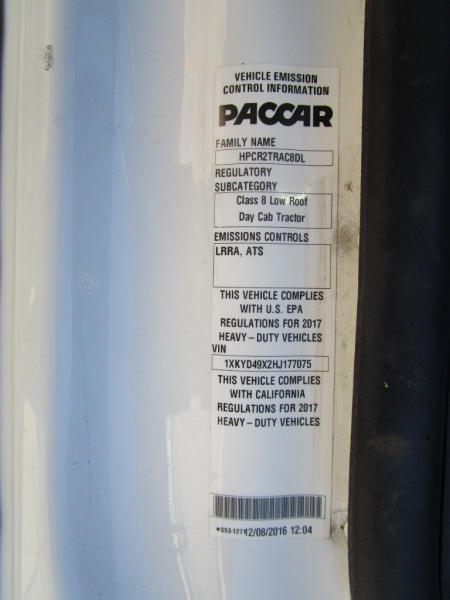 VEHICLE EMISSION
CONTROL INFORMATION
PACCAR
FAMILY NAME
HPCR2TRAC8DL
REGULATORY
SUBCATEGORY
Class 8 Low Roof
Day Cab Tractor
EMISSIONS CONTROLS
LRRA, ATS
THIS VEHICLE COMPLIES
WITH U.S. EPA
REGULATIONS FOR 2017
HEAVY-DUTY VEHICLES
VIN
1XKYD49X2HJ177075
THIS VEHICLE COMPLIES
WITH CALIFORNIA
REGULATIONS FOR 2017
HEAVY-DUTY VEHICLES
12/08/2016 12:04